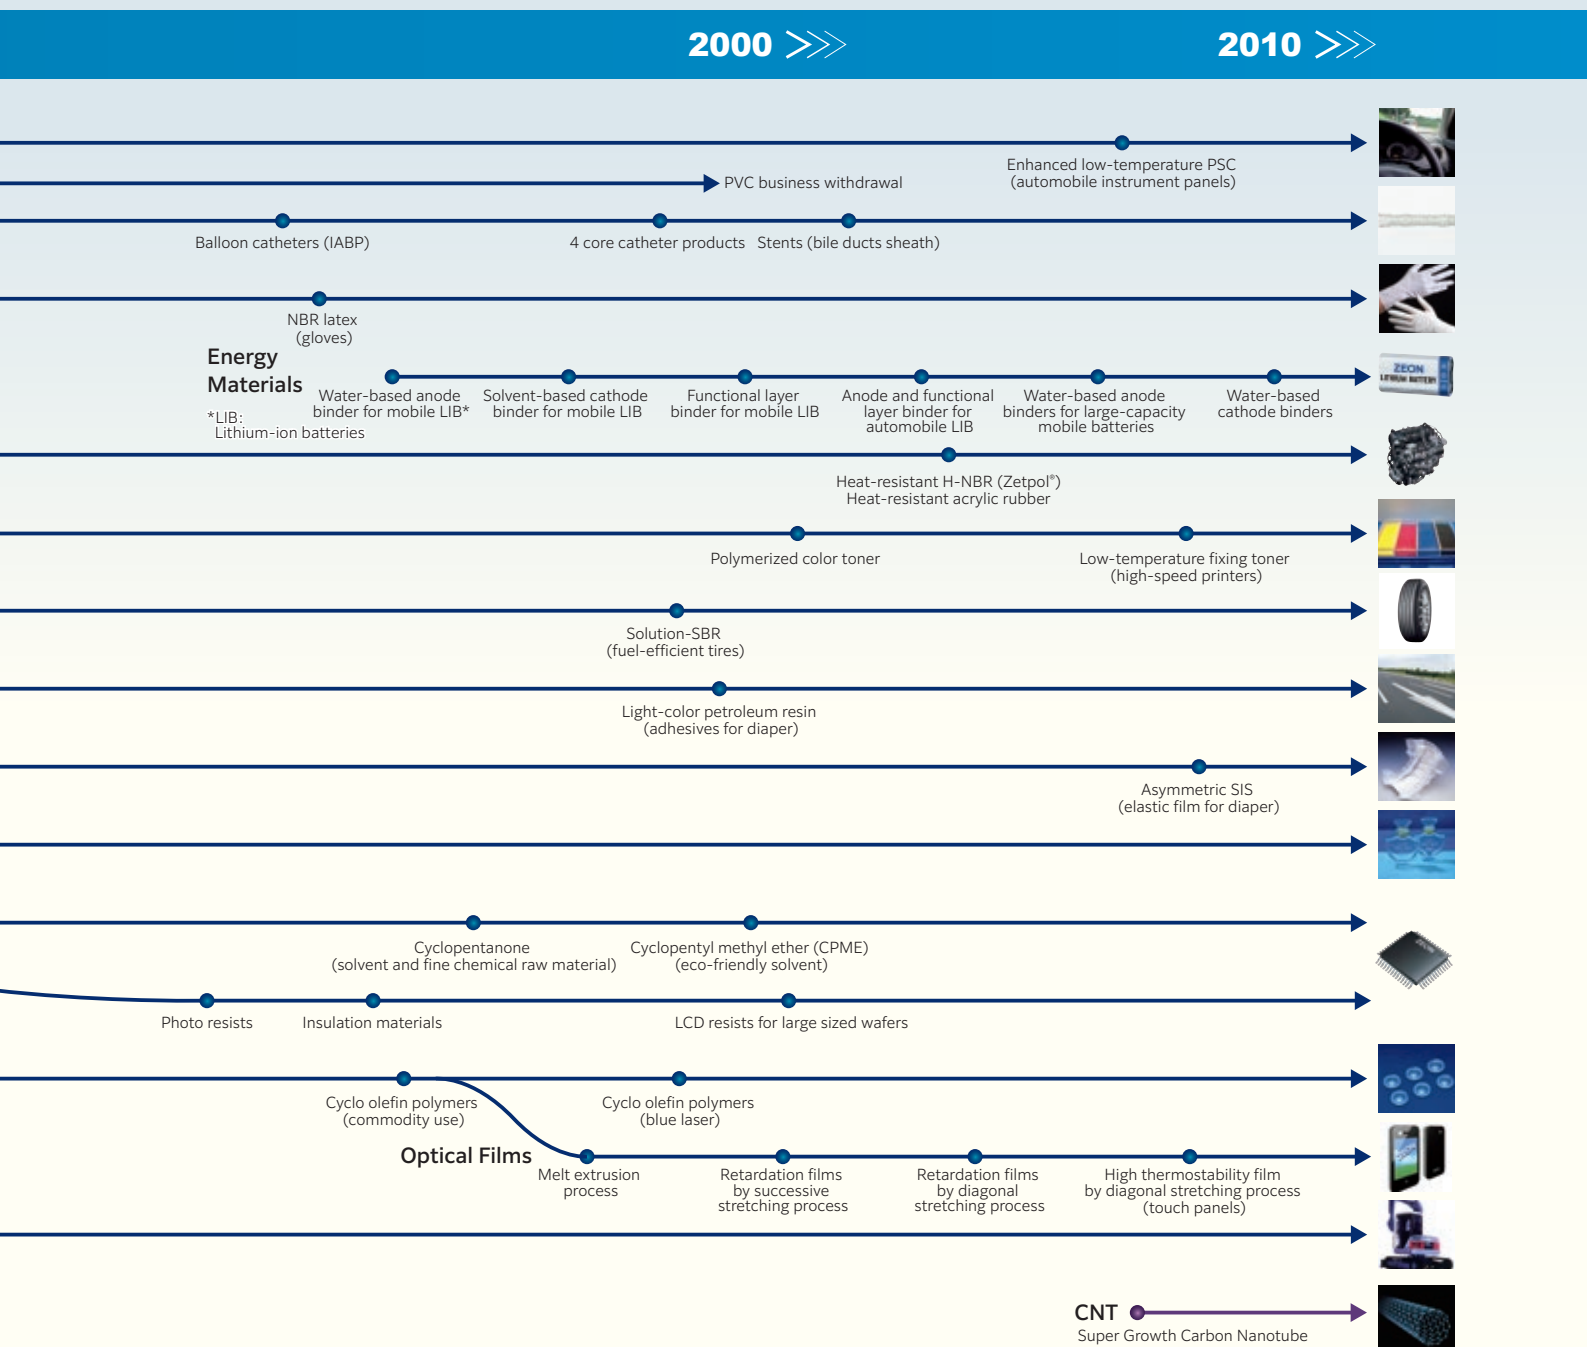 2000
2010
Enhanced low-temperature PSC
(automobile instrument panels)
PVC business withdrawal
Balloon catheters (IABP)
4 core catheter products
Stents (bile ducts sheath)
NBR latex
(gloves)
Energy
Materials
*LIB:
Lithium-ion batteries
Water-based anode
binder for mobile LIB*
Solvent-based cathode
binder for mobile LIB
Functional layer
binder for mobile LIB
Anode and functional
layer binder for
automobile LIB
Water-based anode
binders for large-capacity
mobile batteries
Water-based
cathode binders
ZEON
LITHIUM BATTERY
Heat-resistant H-NBR (Zetpol®)
Heat-resistant acrylic rubber
Polymerized color toner
Low-temperature fixing toner
(high-speed printers)
Solution-SBR
(fuel-efficient tires)
Light-color petroleum resin
(adhesives for diaper)
Asymmetric SIS
(elastic film for diaper)
Cyclopentanone
(solvent and fine chemical raw material)
Cyclopentyl methyl ether (CPME)
(eco-friendly solvent)
ZEON
Photo resists
Insulation materials
LCD resists for large sized wafers
Cyclo olefin polymers
(commodity use)
Cyclo olefin polymers
(blue laser)
Optical Films
Melt extrusion
process
Retardation films
by successive
stretching process
Retardation films
by diagonal
stretching process
High thermostability film
by diagonal stretching process
(touch panels)
CNT
Super Growth Carbon Nanotube